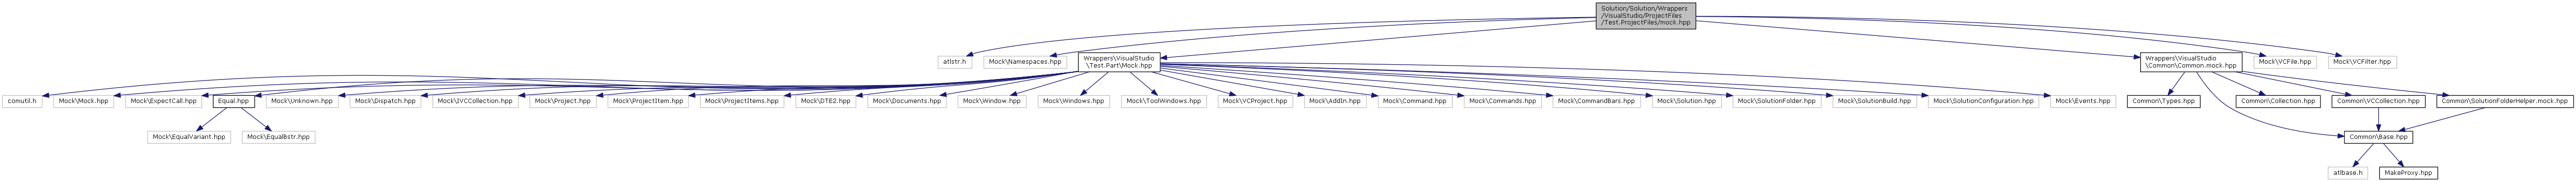 Solution/Solution/Wrappers
/VisualStudio/ProjectFiles
/Test.ProjectFiles/mock.hpp
atlstr.h
Mock\Namespaces.hpp
Wrappers\VisualStudio
\Test.Part\Mock.hpp
Wrappers\VisualStudio
\Common\Common.mock.hpp
Mock\VCFile.hpp
Mock\VCFilter.hpp
comutil.h
Mock\Mock.hpp
Mock\ExpectCall.hpp
Equal.hpp
Mock\Unknown.hpp
Mock\Dispatch.hpp
Mock\IVCCollection.hpp
Mock\Project.hpp
Mock\ProjectItem.hpp
Mock\ProjectItems.hpp
Mock\DTE2.hpp
Mock\Documents.hpp
Mock\Window.hpp
Mock\Windows.hpp
Mock\ToolWindows.hpp
Mock\VCProject.hpp
Mock\AddIn.hpp
Mock\Command.hpp
Mock\Commands.hpp
Mock\CommandBars.hpp
Mock\Solution.hpp
Mock\SolutionFolder.hpp
Mock\SolutionBuild.hpp
Mock\SolutionConfiguration.hpp
Mock\Events.hpp
Common\Types.hpp
Common\Collection.hpp
Common\VCCollection.hpp
Common\SolutionFolderHelper.mock.hpp
Mock\EqualVariant.hpp
Mock\EqualBstr.hpp
Common\Base.hpp
atlbase.h
MakeProxy.hpp